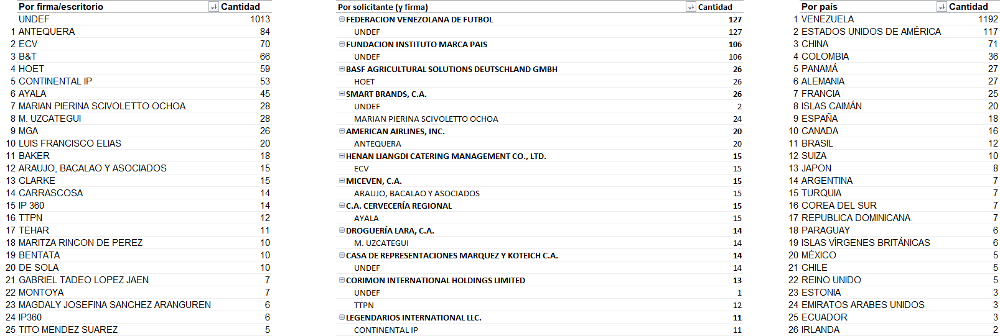 Por firma/escritorio Cantidad
UNDEF 1013
1 ANTEQUERA 84
2 ECV 70
3 B&T 66
4 HOET 59
5 CONTINENTAL IP 53
6 AYALA 45
7 MARIAN PIERINA SCIVOLETTO OCHOA 28
8 M. UZCATEGUI 28
9 MGA 26
10 LUIS FRANCISCO ELIAS 20
11 BAKER 18
12 ARAUJO, BACALAO Y ASOCIADOS 15
13 CLARKE 15
14 CARRASCOSA 14
15 IP 360 14
16 TTPN 12
17 TEHAR 11
18 MARITZA RINCON DE PEREZ 10
19 BENTATA 10
20 DE SOLA 10
21 GABRIEL TADEO LOPEZ JAEN 7
22 MONTOYA 7
23 MAGDALY JOSEFINA SANCHEZ ARANGUREN 6
24 IP360 6
25 TITO MENDEZ SUAREZ 5
Por solicitante (y firma) Cantidad
FEDERACION VENEZOLANA DE FUTBOL 127
UNDEF 127
FUNDACION INSTITUTO MARCA PAIS 106
UNDEF 106
BASF AGRICULTURAL SOLUTIONS DEUTSCHLAND GMBH 26
HOET 26
SMART BRANDS, C.A. 26
UNDEF 2
MARIAN PIERINA SCIVOLETTO OCHOA 24
AMERICAN AIRLINES, INC. 20
ANTEQUERA 20
HENAN LIANGDI CATERING MANAGEMENT CO., LTD. 15
ECV 15
MICEVEN, C.A. 15
ARAUJO, BACALAO Y ASOCIADOS 15
C.A. CERVECERÍA REGIONAL 15
AYALA 15
DROGUERÍA LARA, C.A. 14
M. UZCATEGUI 14
CASA DE REPRESENTACIONES MARQUEZ Y KOTEICH C.A. 14
UNDEF 14
CORIMON INTERNATIONAL HOLDINGS LIMITED 13
UNDEF 1
TTPN 12
LEGENDARIOS INTERNATIONAL LLC. 11
CONTINENTAL IP 11
Por país Cantidad
1 VENEZUELA 1192
2 ESTADOS UNIDOS DE AMÉRICA 117
3 CHINA 71
4 COLOMBIA 36
5 PANAMÁ 27
6 ALEMANIA 27
7 FRANCIA 25
8 ISLAS CAIMÁN 20
9 ESPAÑA 18
10 CANADA 16
11 BRASIL 12
12 SUIZA 10
13 JAPON 8
14 ARGENTINA 7
15 TURQUIA 7
16 COREA DEL SUR 7
17 REPUBLICA DOMINICANA 7
18 PARAGUAY 6
19 ISLAS VÍRGENES BRITÁNICAS 6
20 MÉXICO 5
21 CHILE 5
22 REINO UNIDO 5
23 ESTONIA 3
24 EMIRATOS ARABES UNIDOS 3
25 ECUADOR 3
26 IRLANDA 2